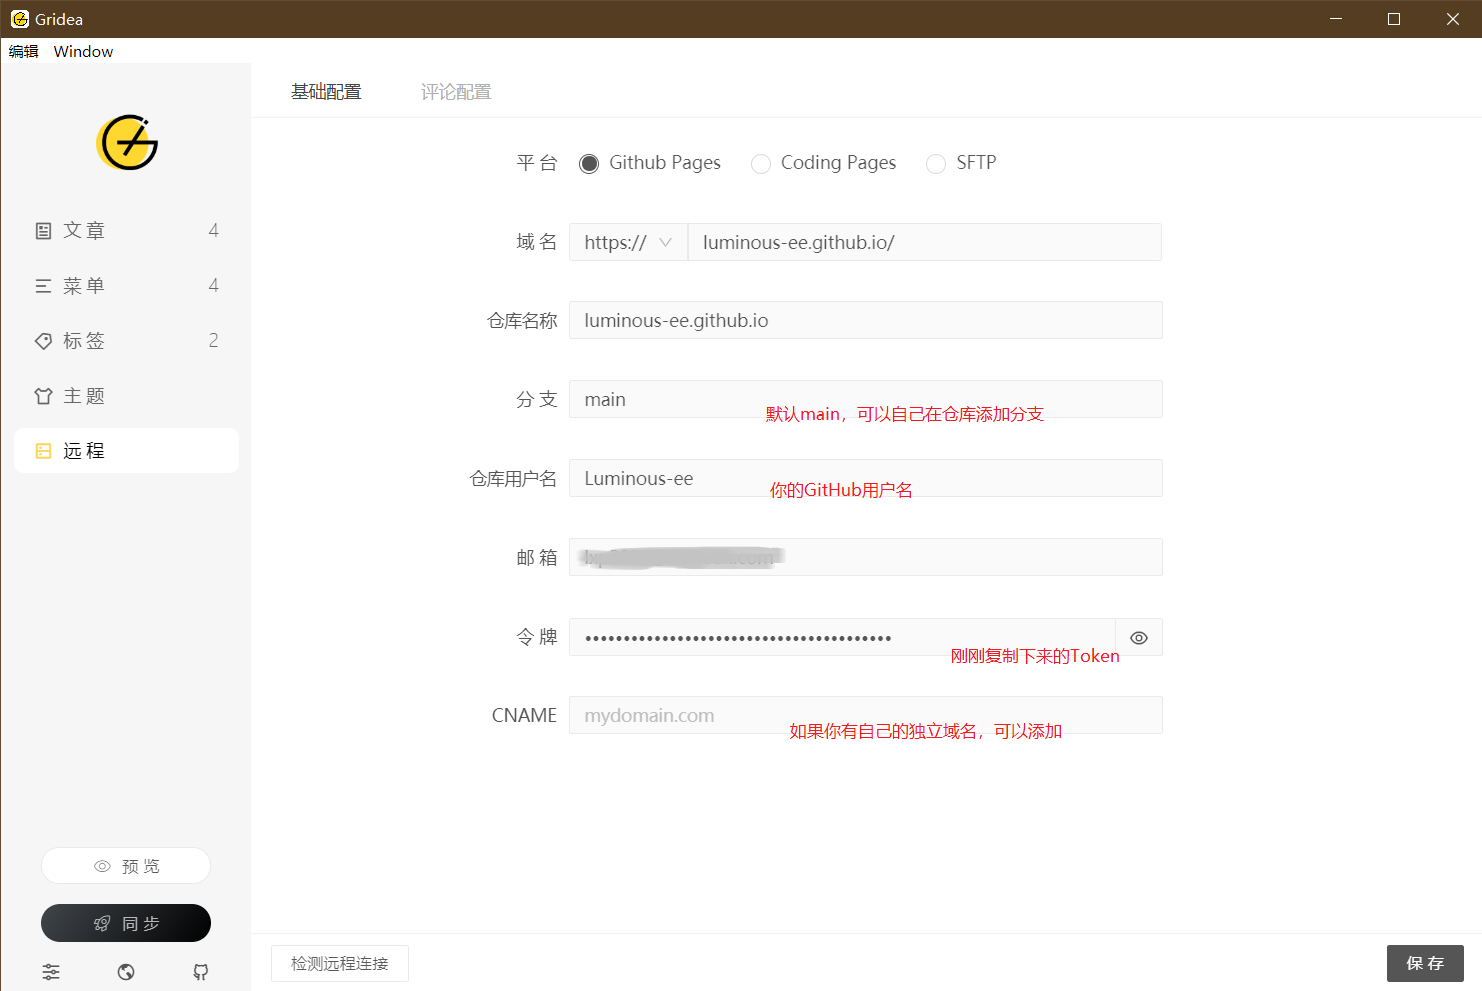 Gridea
编辑 Window
基础配置 评论配置
平台 Github Pages Coding Pages SFTP
文章 4
域名 https:// luminous-ee.github.io/
菜单 4
仓库名称 luminous-ee.github.io
标签 2
主题
分支 main
默认main，可以自己在仓库添加分支
远程
仓库用户名 Luminous-ee
你的GitHub用户名
邮箱
令牌 ••••••••••••••••••••••••••••••••••••••••
刚刚复制下来的Token
CNAME mydomain.com
如果你有自己的独立域名，可以添加
预览
同步
检测远程连接 保存